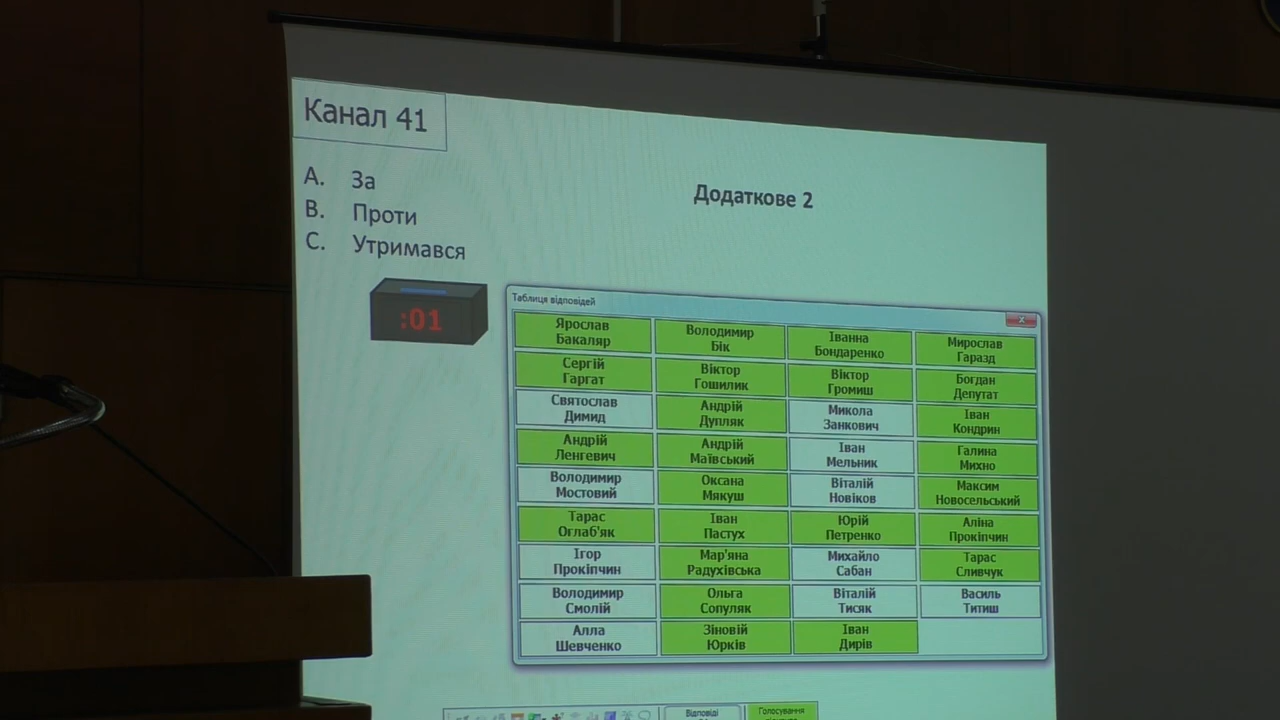 Канал 41
A. За
B. Проти
C. Утримався
Додаткове 2
:01
Таблиця відповідей
x
Ярослав Бакаляр
Володимир Бік
Іванна Бондаренко
Мирослав Гаразд
Сергій Гаргат
Віктор Гошилик
Віктор Громиш
Богдан Депутат
Святослав Димид
Андрій Дупляк
Микола Занкович
Іван Кондрин
Андрій Ленгевич
Андрій Маївський
Іван Мельник
Галина Михно
Володимир Мостовий
Оксана Мякуш
Віталій Новіков
Максим Новосельський
Тарас Оглаб'як
Іван Пастух
Юрій Петренко
Аліна Прокіпчин
Ігор Прокіпчин
Мар'яна Радухівська
Михайло Сабан
Тарас Сливчук
Володимир Смолій
Ольга Сопуляк
Віталій Тисяк
Василь Титиш
Алла Шевченко
Зіновій Юрків
Іван Дирів
Відповіді
Голосування